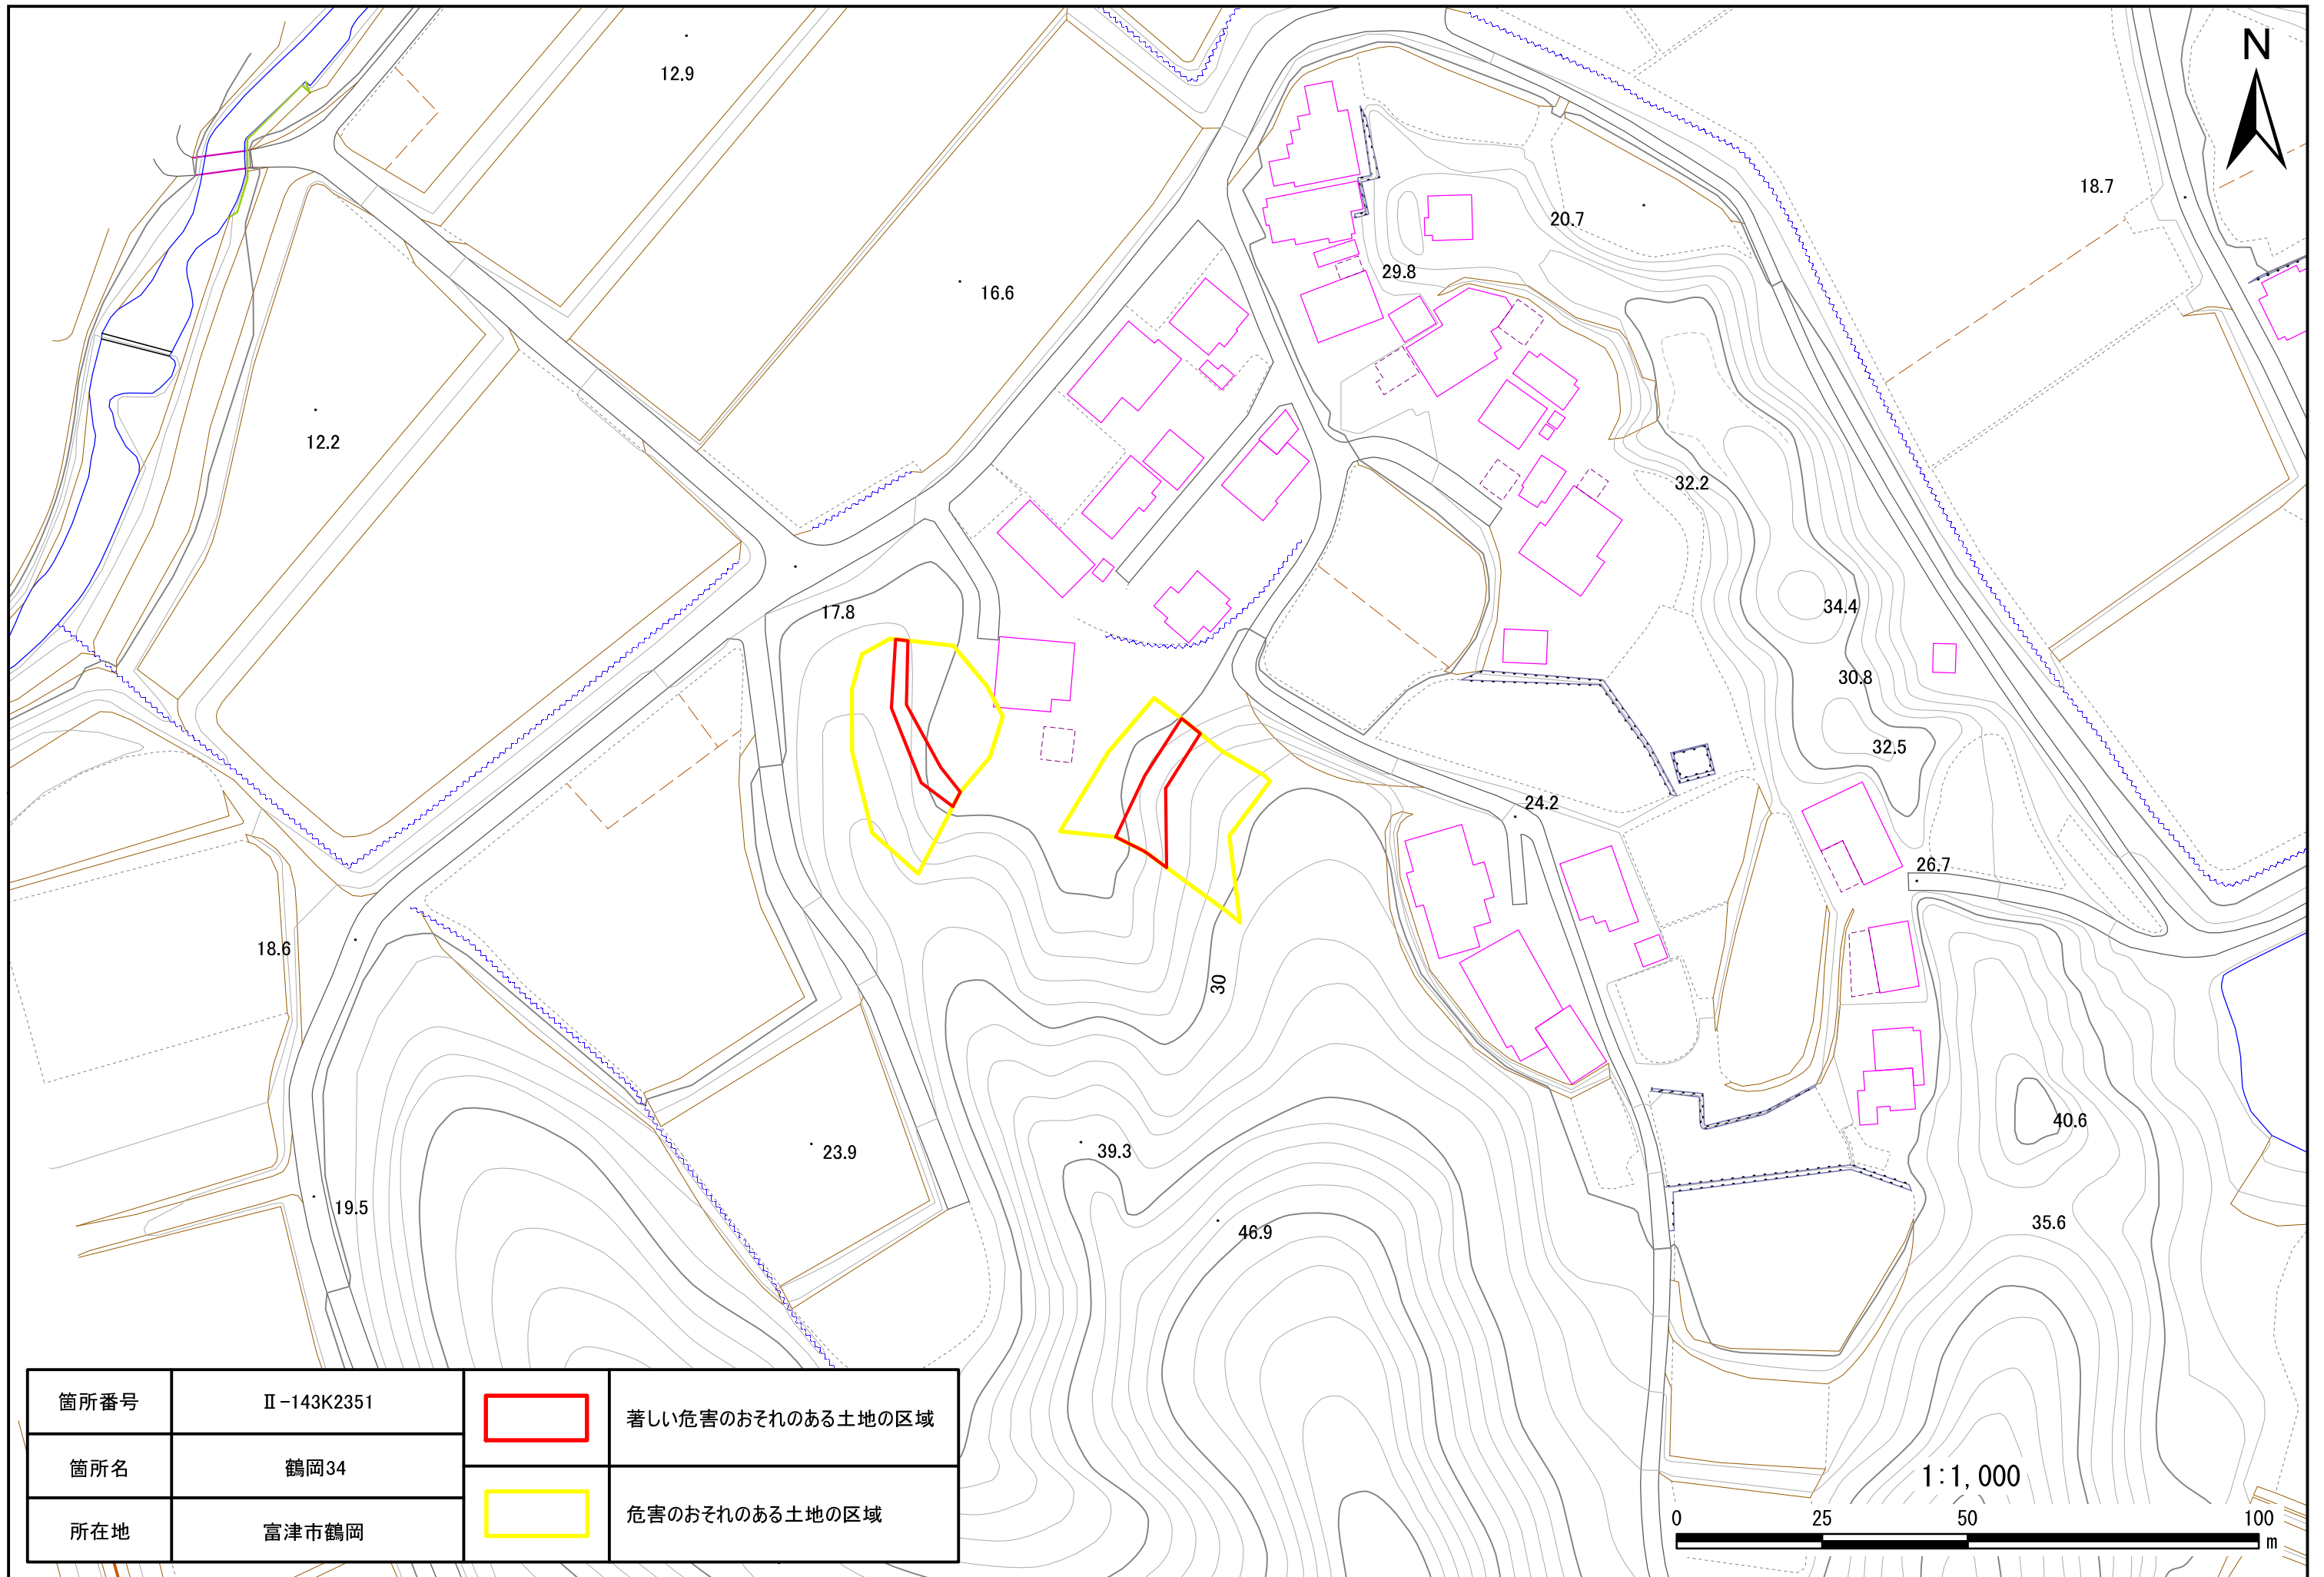 N
12.9
18.7
20.7
29.8
16.6
12.2
32.2
17.8
34.4
30.8
32.5
24.2
26.7
18.6
30
40.6
23.9
39.3
46.9
35.6
19.5
箇所番号 Ⅱ-143K2351
箇所名 鶴岡34
所在地 富津市鶴岡
著しい危害のおそれのある土地の区域
危害のおそれのある土地の区域
1:1,000
0 25 50 100
m